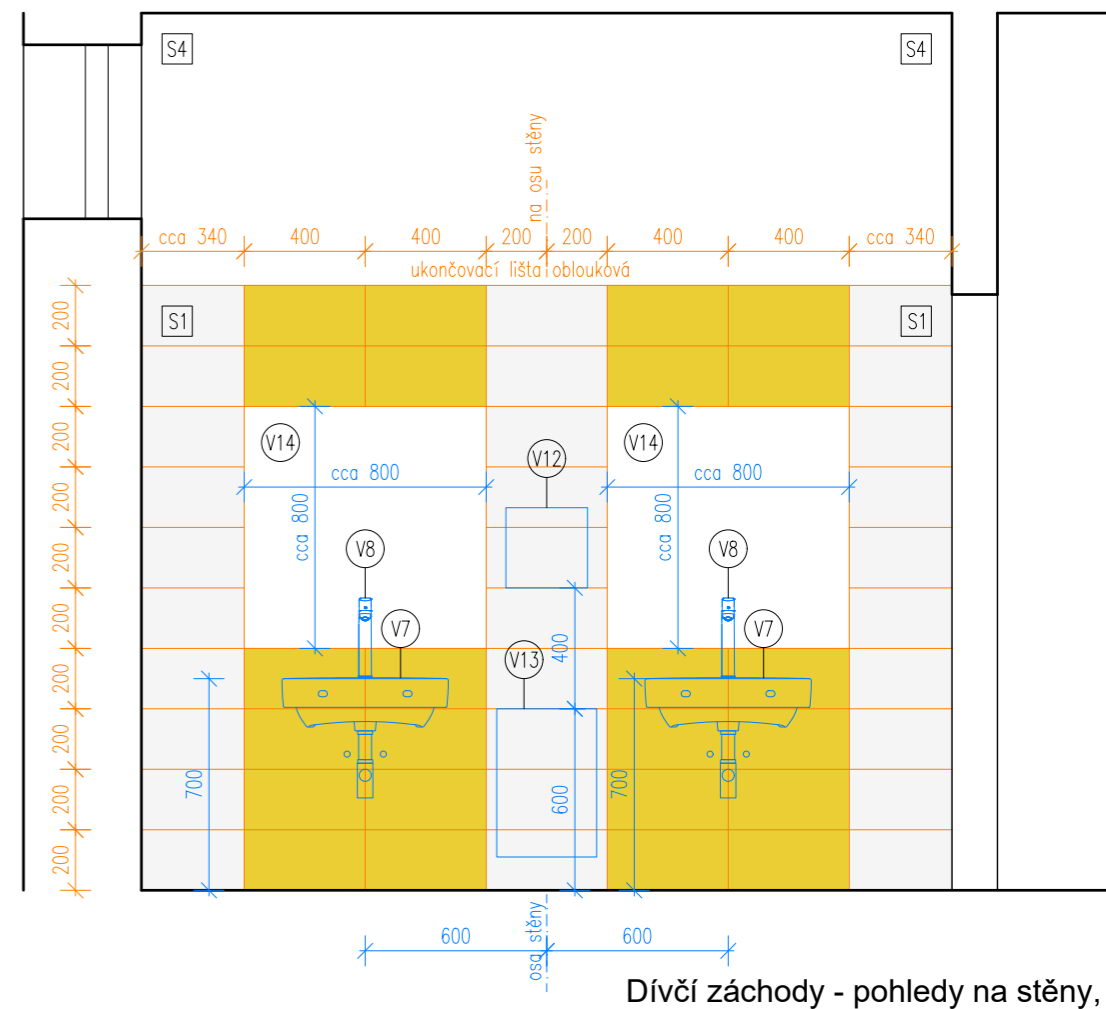 S4
S4
na osu stěny
cca 340 400 400 200 200 400 400 cca 340
ukončovací lišta oblouková
S1
S1
200
200
200
200
200
200
200
200
200
200
V14
V12
V14
cca 800
cca 800
cca 800
cca 800
V8
V8
V7
V7
V13
400
700
600
700
600
600
osa stěny
Dívčí záchody - pohledy na stěny,